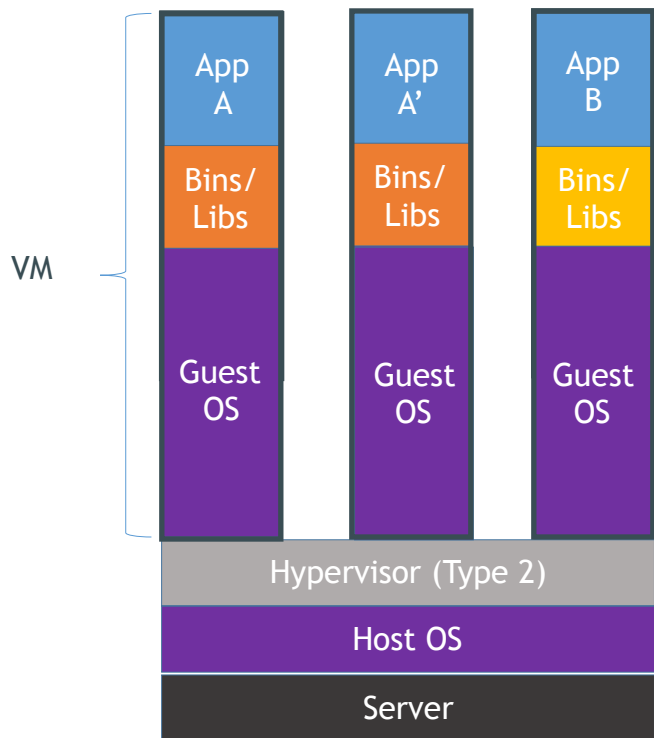 App
A
App
A’
App
B
Bins/
Libs
Bins/
Libs
Bins/
Libs
VM
Guest
OS
Guest
OS
Guest
OS
Hypervisor (Type 2)
Host OS
Server